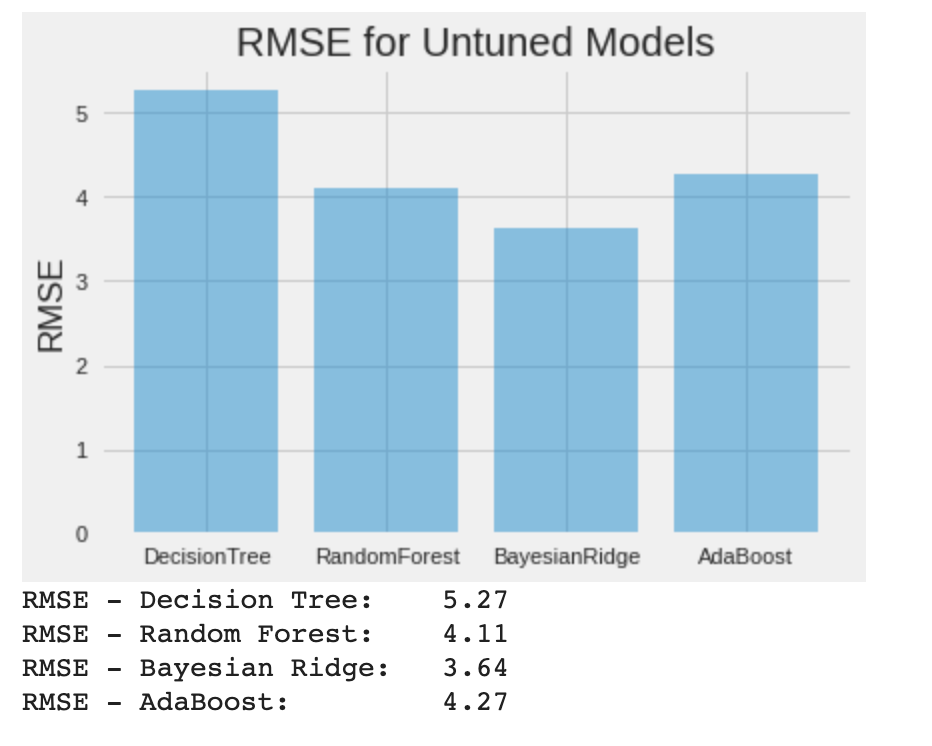 RMSE for Untuned Models
RMSE
5
4
3
2
1
0
DecisionTree RandomForest BayesianRidge AdaBoost
RMSE - Decision Tree: 5.27
RMSE - Random Forest: 4.11
RMSE - Bayesian Ridge: 3.64
RMSE - AdaBoost: 4.27